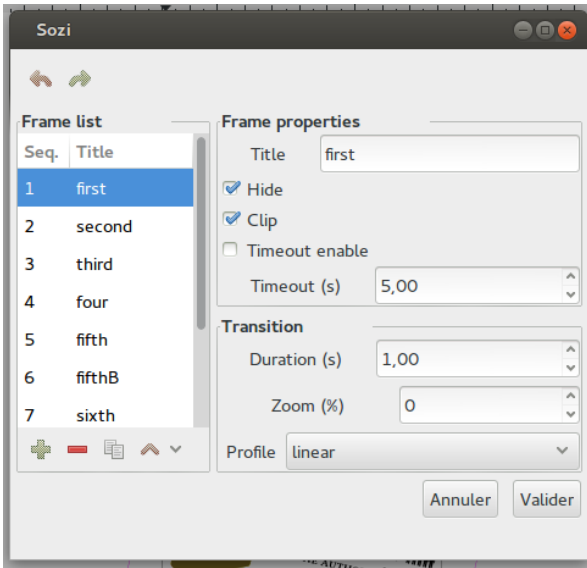 Sozi
Frame list
Seq. Title
1 first
2 second
3 third
4 four
5 fifth
6 fifthB
7 sixth
Frame properties
Title first
Hide
Clip
Timeout enable
Timeout (s) 5,00
Transition
Duration (s) 1,00
Zoom (%) 0
Profile linear
Annuler Valider